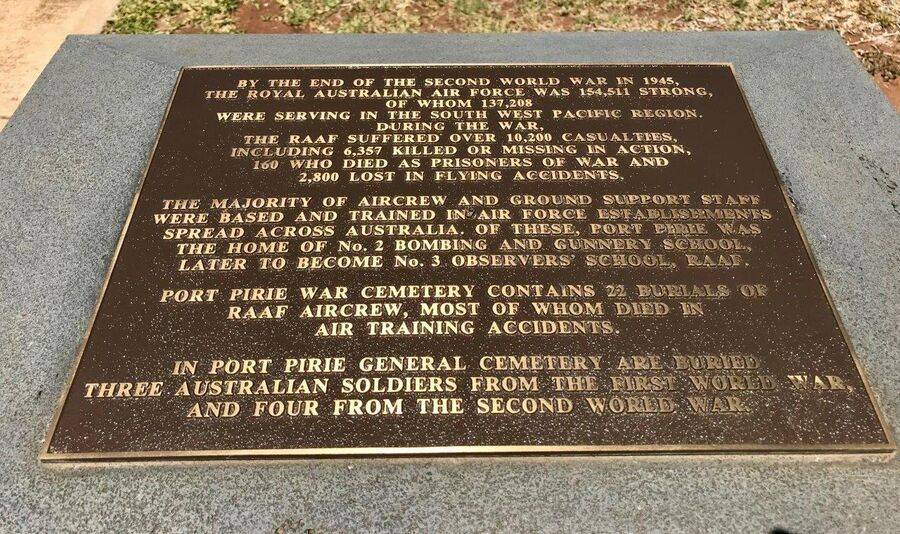 BY THE END OF THE SECOND WORLD WAR IN 1945,
THE ROYAL AUSTRALIAN AIR FORCE WAS 154,511 STRONG,
OF WHOM 137,208
WERE SERVING IN THE SOUTH WEST PACIFIC REGION.
DURING THE WAR,
THE RAAF SUFFERED OVER 10,200 CASUALTIES,
INCLUDING 6,357 KILLED OR MISSING IN ACTION,
160 WHO DIED AS PRISONERS OF WAR AND
2,800 LOST IN FLYING ACCIDENTS.
THE MAJORITY OF AIRCREW AND GROUND SUPPORT STAFF
WERE BASED AND TRAINED IN AIR FORCE ESTABLISHMENTS
SPREAD ACROSS AUSTRALIA. OF THESE, PORT PIRIE WAS
THE HOME OF No. 2 BOMBING AND GUNNERY SCHOOL,
LATER TO BECOME No. 3 OBSERVERS' SCHOOL, RAAF.
PORT PIRIE WAR CEMETERY CONTAINS 22 BURIALS OF
RAAF AIRCREW, MOST OF WHOM DIED IN
AIR TRAINING ACCIDENTS.
IN PORT PIRIE GENERAL CEMETERY ARE BURIED
THREE AUSTRALIAN SOLDIERS FROM THE FIRST WORLD WAR,
AND FOUR FROM THE SECOND WORLD WAR.